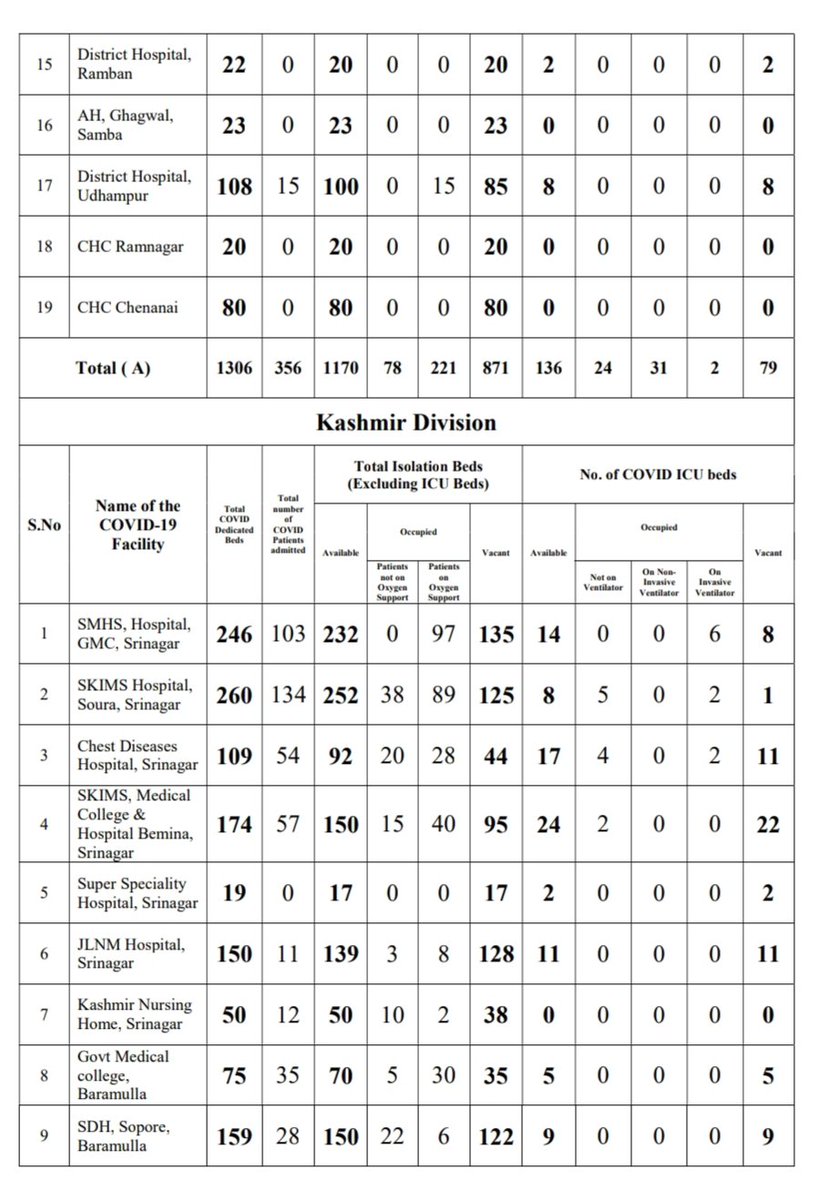 15 District Hospital, Ramban 22 0 20 0 0 20 2 0 0 0 2
16 AH, Ghagwal, Samba 23 0 23 0 0 23 0 0 0 0 0
17 District Hospital, Udhampur 108 15 100 0 15 85 8 0 0 0 8
18 CHC Ramnagar 20 0 20 0 0 20 0 0 0 0 0
19 CHC Chenanai 80 0 80 0 0 80 0 0 0 0 0
Total ( A) 1306 356 1170 78 221 871 136 24 31 2 79
Kashmir Division
S.No
Name of the COVID-19 Facility
Total COVID Dedicated Beds
Total number of COVID Patients admitted
Total Isolation Beds (Excluding ICU Beds)
No. of COVID ICU beds
Available
Occupied
Vacant
Available
Occupied
Vacant
Patients not on Oxygen Support
Patients on Oxygen Support
Not on Ventilator
On Non-Invasive Ventilator
On Invasive Ventilator
1 SMHS, Hospital, GMC, Srinagar 246 103 232 0 97 135 14 0 0 6 8
2 SKIMS Hospital, Soura, Srinagar 260 134 252 38 89 125 8 5 0 2 1
3 Chest Diseases Hospital, Srinagar 109 54 92 20 28 44 17 4 0 2 11
4 SKIMS, Medical College & Hospital Bemina, Srinagar 174 57 150 15 40 95 24 2 0 0 22
5 Super Speciality Hospital, Srinagar 19 0 17 0 0 17 2 0 0 0 2
6 JLNM Hospital, Srinagar 150 11 139 3 8 128 11 0 0 0 11
7 Kashmir Nursing Home, Srinagar 50 12 50 10 2 38 0 0 0 0 0
8 Govt Medical college, Baramulla 75 35 70 5 30 35 5 0 0 0 5
9 SDH, Sopore, Baramulla 159 28 150 22 6 122 9 0 0 0 9